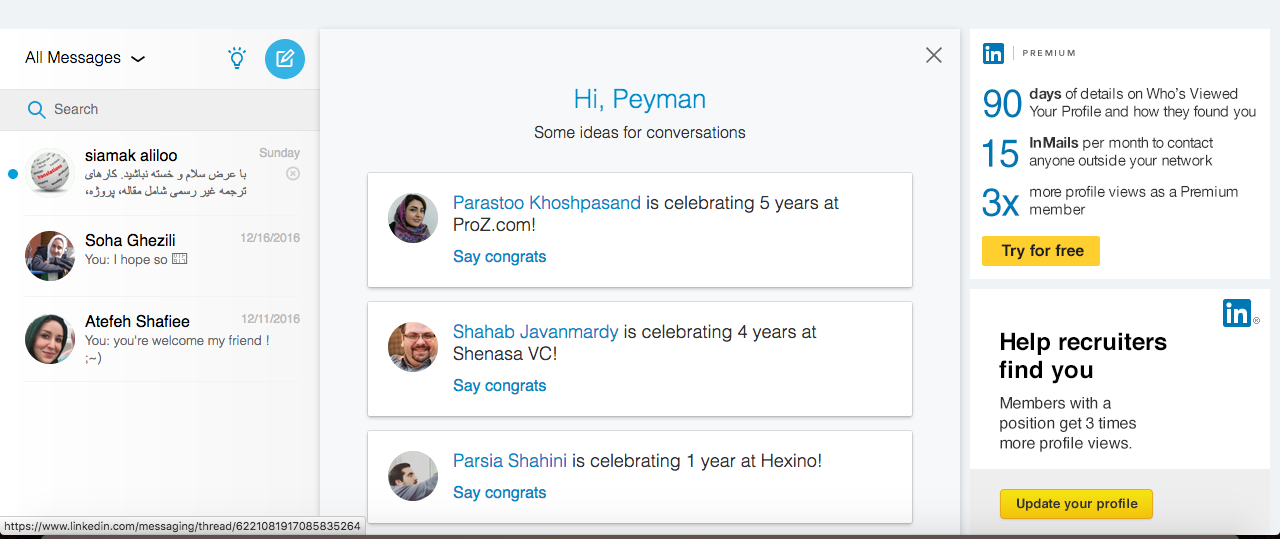 All Messages
Search
siamak aliloo
Sunday
با عرض سلام و خسته نباشید. کارهای
ترجمه غیر رسمی شامل مقاله، پروژه،
Soha Ghezili
12/16/2016
You: I hope so
Atefeh Shafiee
12/11/2016
You: you're welcome my friend !
;~)
https://www.linkedin.com/messaging/thread/6221081917085835264
Hi, Peyman
Some ideas for conversations
Parastoo Khoshpasand is celebrating 5 years at
ProZ.com!
Say congrats
Shahab Javanmardy is celebrating 4 years at
Shenasa VC!
Say congrats
Parsia Shahini is celebrating 1 year at Hexino!
Say congrats
in PREMIUM
90 days of details on Who's Viewed
Your Profile and how they found you
15 InMails per month to contact
anyone outside your network
3x more profile views as a Premium
member
Try for free
in ®
Help recruiters
find you
Members with a
position get 3 times
more profile views.
Update your profile